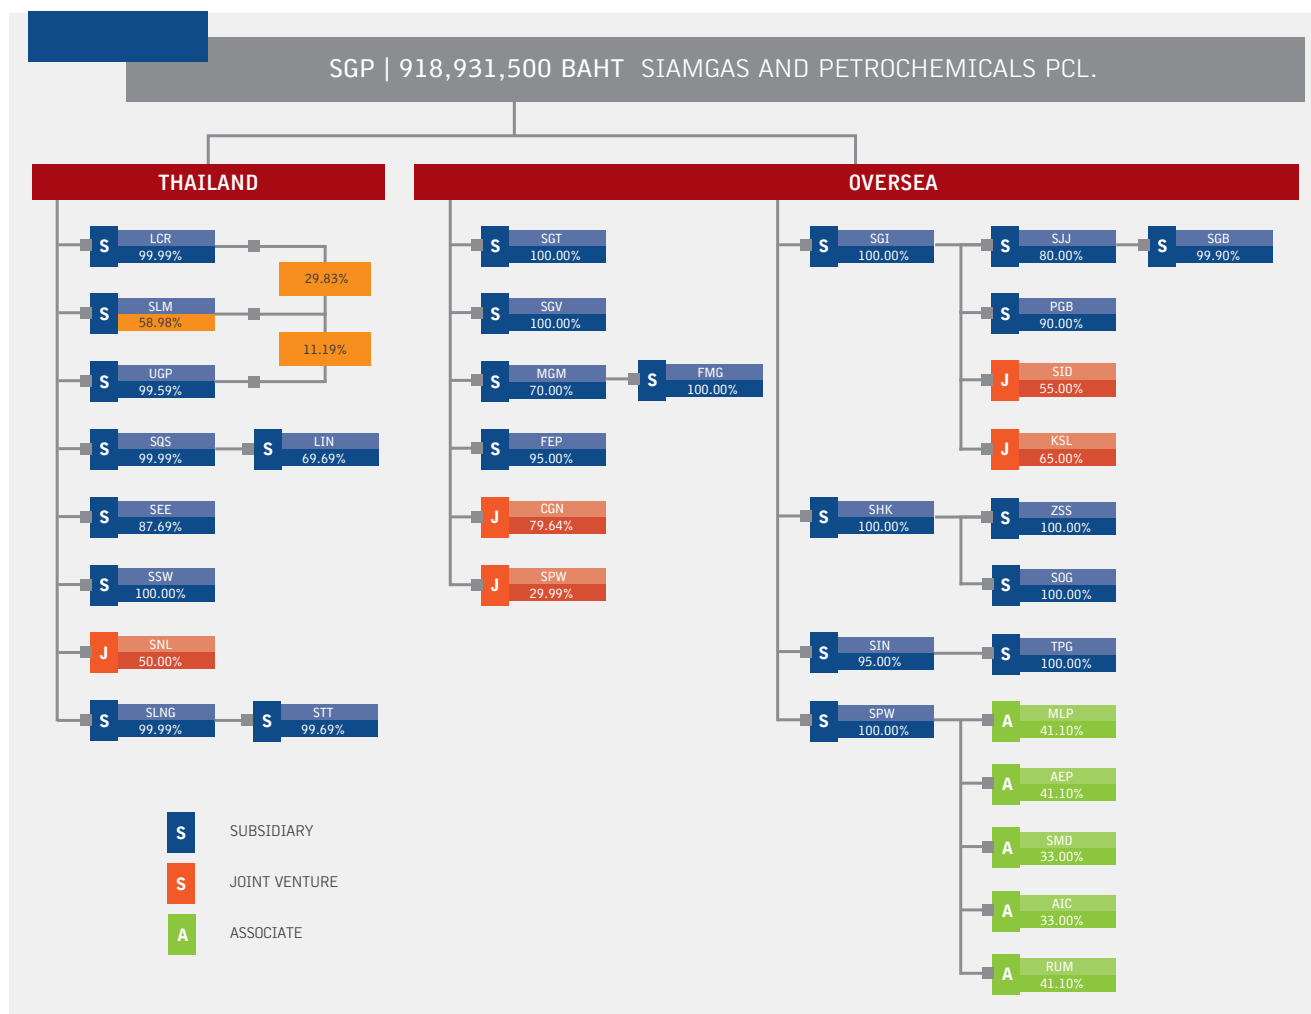 SGP | 918,931,500 BAHT SIAMGAS AND PETROCHEMICALS PCL.
THAILAND
S
LCR
99.99%
29.83%
S
SLM
58.98%
11.19%
S
UGP
99.59%
S
SQS
99.99%
S
LIN
69.69%
S
SEE
87.69%
S
SSW
100.00%
J
SNL
50.00%
S
SLNG
99.99%
S
STT
99.69%
OVERSEA
S
SGT
100.00%
S
SGV
100.00%
S
MGM
70.00%
S
FMG
100.00%
S
FEP
95.00%
J
CGN
79.64%
J
SPW
29.99%
S
SGI
100.00%
S
SJJ
80.00%
S
SGB
99.90%
S
PGB
90.00%
J
SID
55.00%
J
KSL
65.00%
S
SHK
100.00%
S
ZSS
100.00%
S
SOG
100.00%
S
SIN
95.00%
S
TPG
100.00%
S
SPW
100.00%
A
MLP
41.10%
A
AEP
41.10%
A
SMD
33.00%
A
AIC
33.00%
A
RUM
41.10%
S SUBSIDIARY
S JOINT VENTURE
A ASSOCIATE